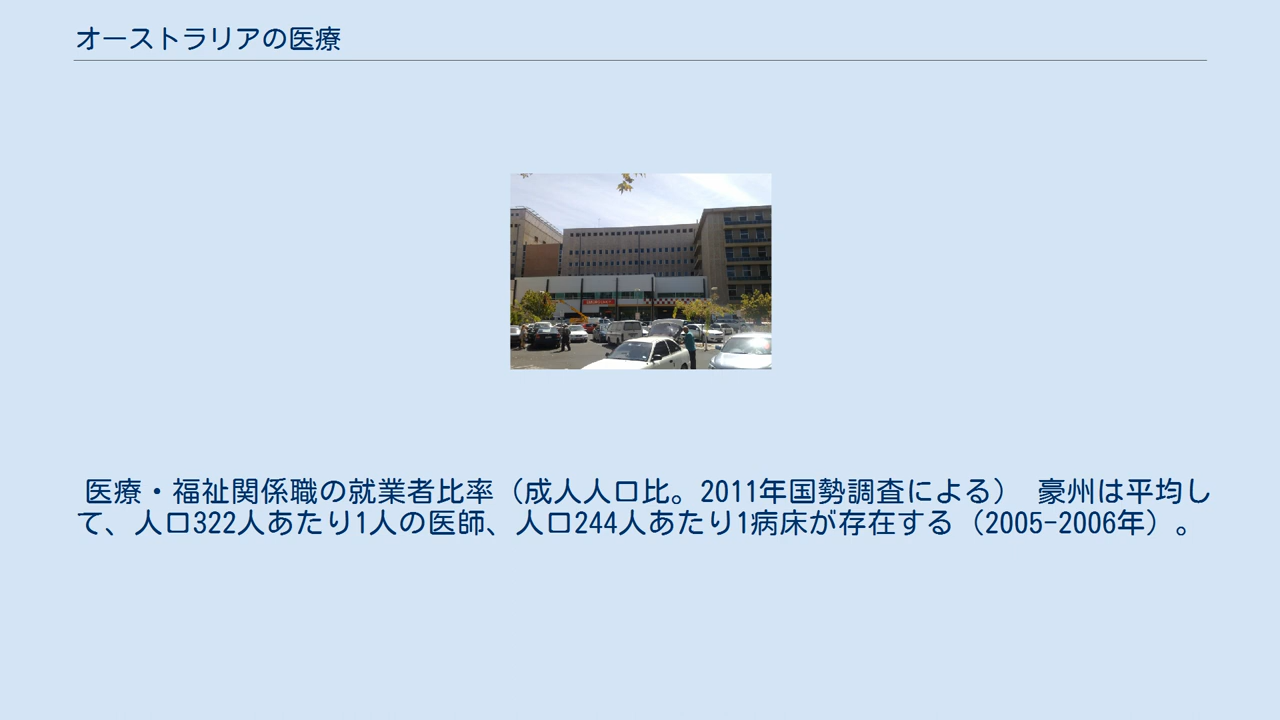 オーストラリアの医療
医療・福祉関係職の就業者比率（成人人口比。2011年国勢調査による）　豪州は平均し
て、人口322人あたり1人の医師、人口244人あたり1病床が存在する（2005-2006年）。